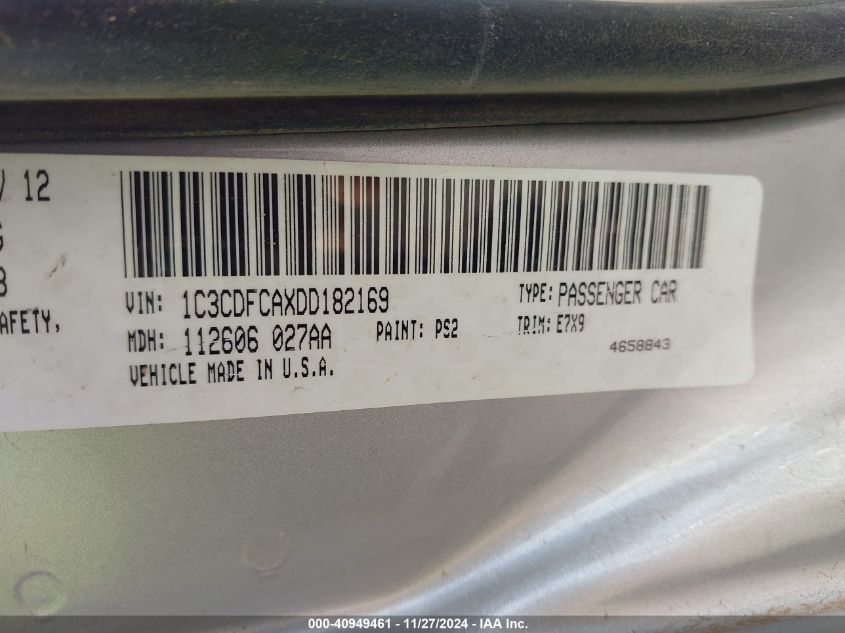 / 12
G
8
AFETY,
VIN: 1C3CDFCAXDD182169 TYPE: PASSENGER CAR
MDH: 112606 027AA PAINT: PS2 TRIM: E7X9
VEHICLE MADE IN U.S.A. 4658843
000-40949461 - 11/27/2024 - IAA Inc.